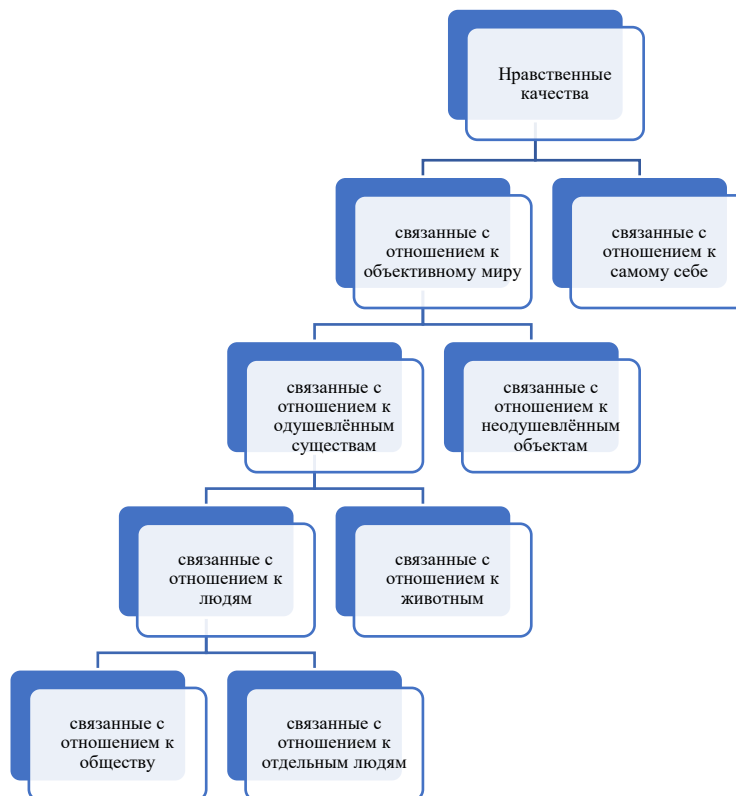 Нравственные
качества
связанные с
отношением к
объективному миру
связанные с
отношением к
самому себе
связанные с
отношением к
одушевлённым
существам
связанные с
отношением к
неодушевлённым
объектам
связанные с
отношением к
людям
связанные с
отношением к
животным
связанные с
отношением к
обществу
связанные с
отношением к
отдельным людям